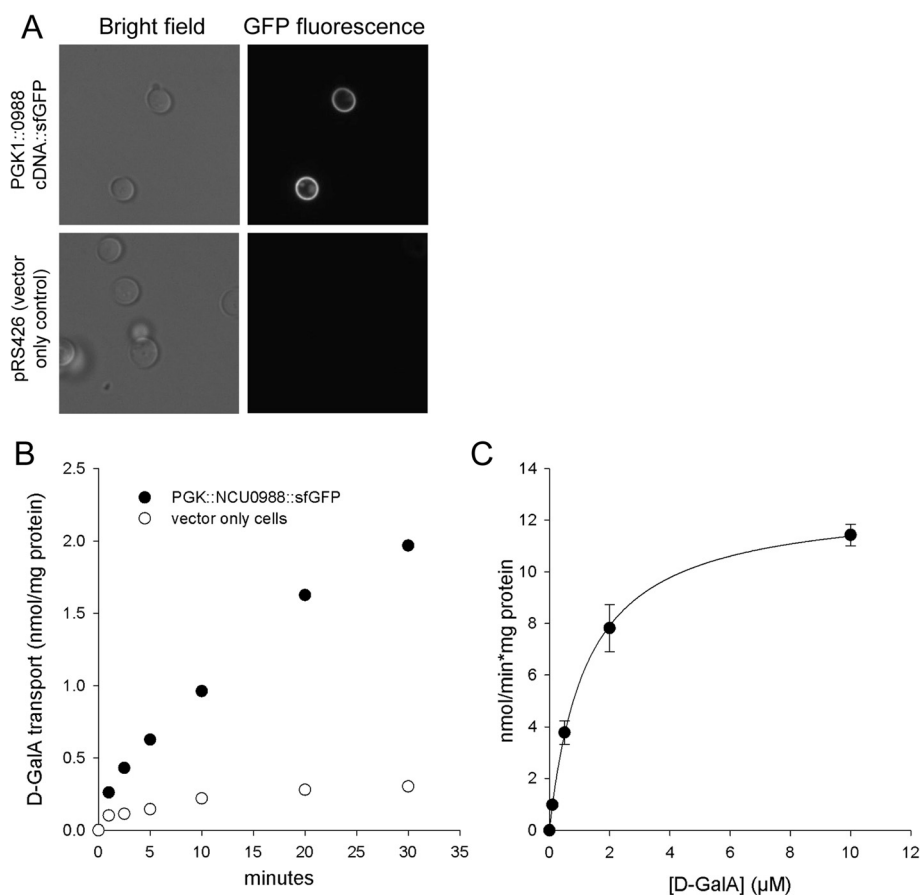 A
Bright field
GFP fluorescence
PGK1::0988
cDNA::sfGFP
pRS426 (vector
only control)
B
D-GalA transport (nmol/mg protein)
2.5
2.0
1.5
1.0
0.5
0.0
PGK::NCU0988::sfGFP
vector only cells
0
5
10
15
20
25
30
35
minutes
C
nmol/min*mg protein
14
12
10
8
6
4
2
0
0
2
4
6
8
10
12
[D-GalA] (µM)